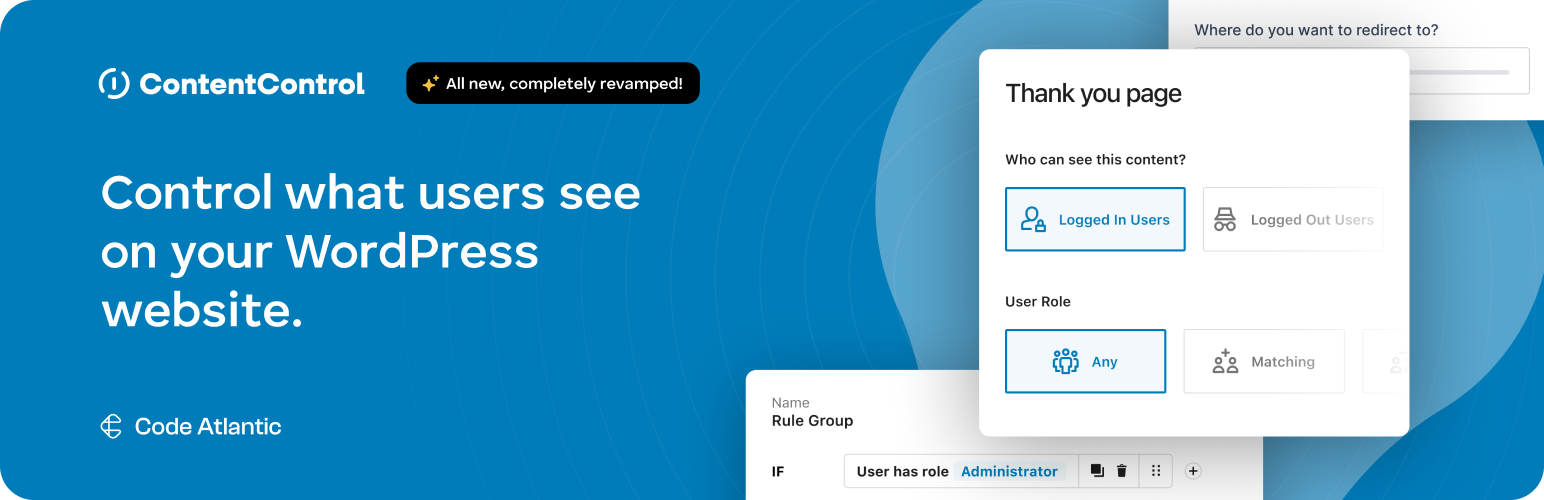 ContentControl
All new, completely revamped!
Control what users see
on your WordPress
website.
Code Atlantic
Where do you want to redirect to?
Thank you page
Who can see this content?
Logged In Users
Logged Out Users
User Role
Any
Matching
Name
Rule Group
IF
User has role Administrator